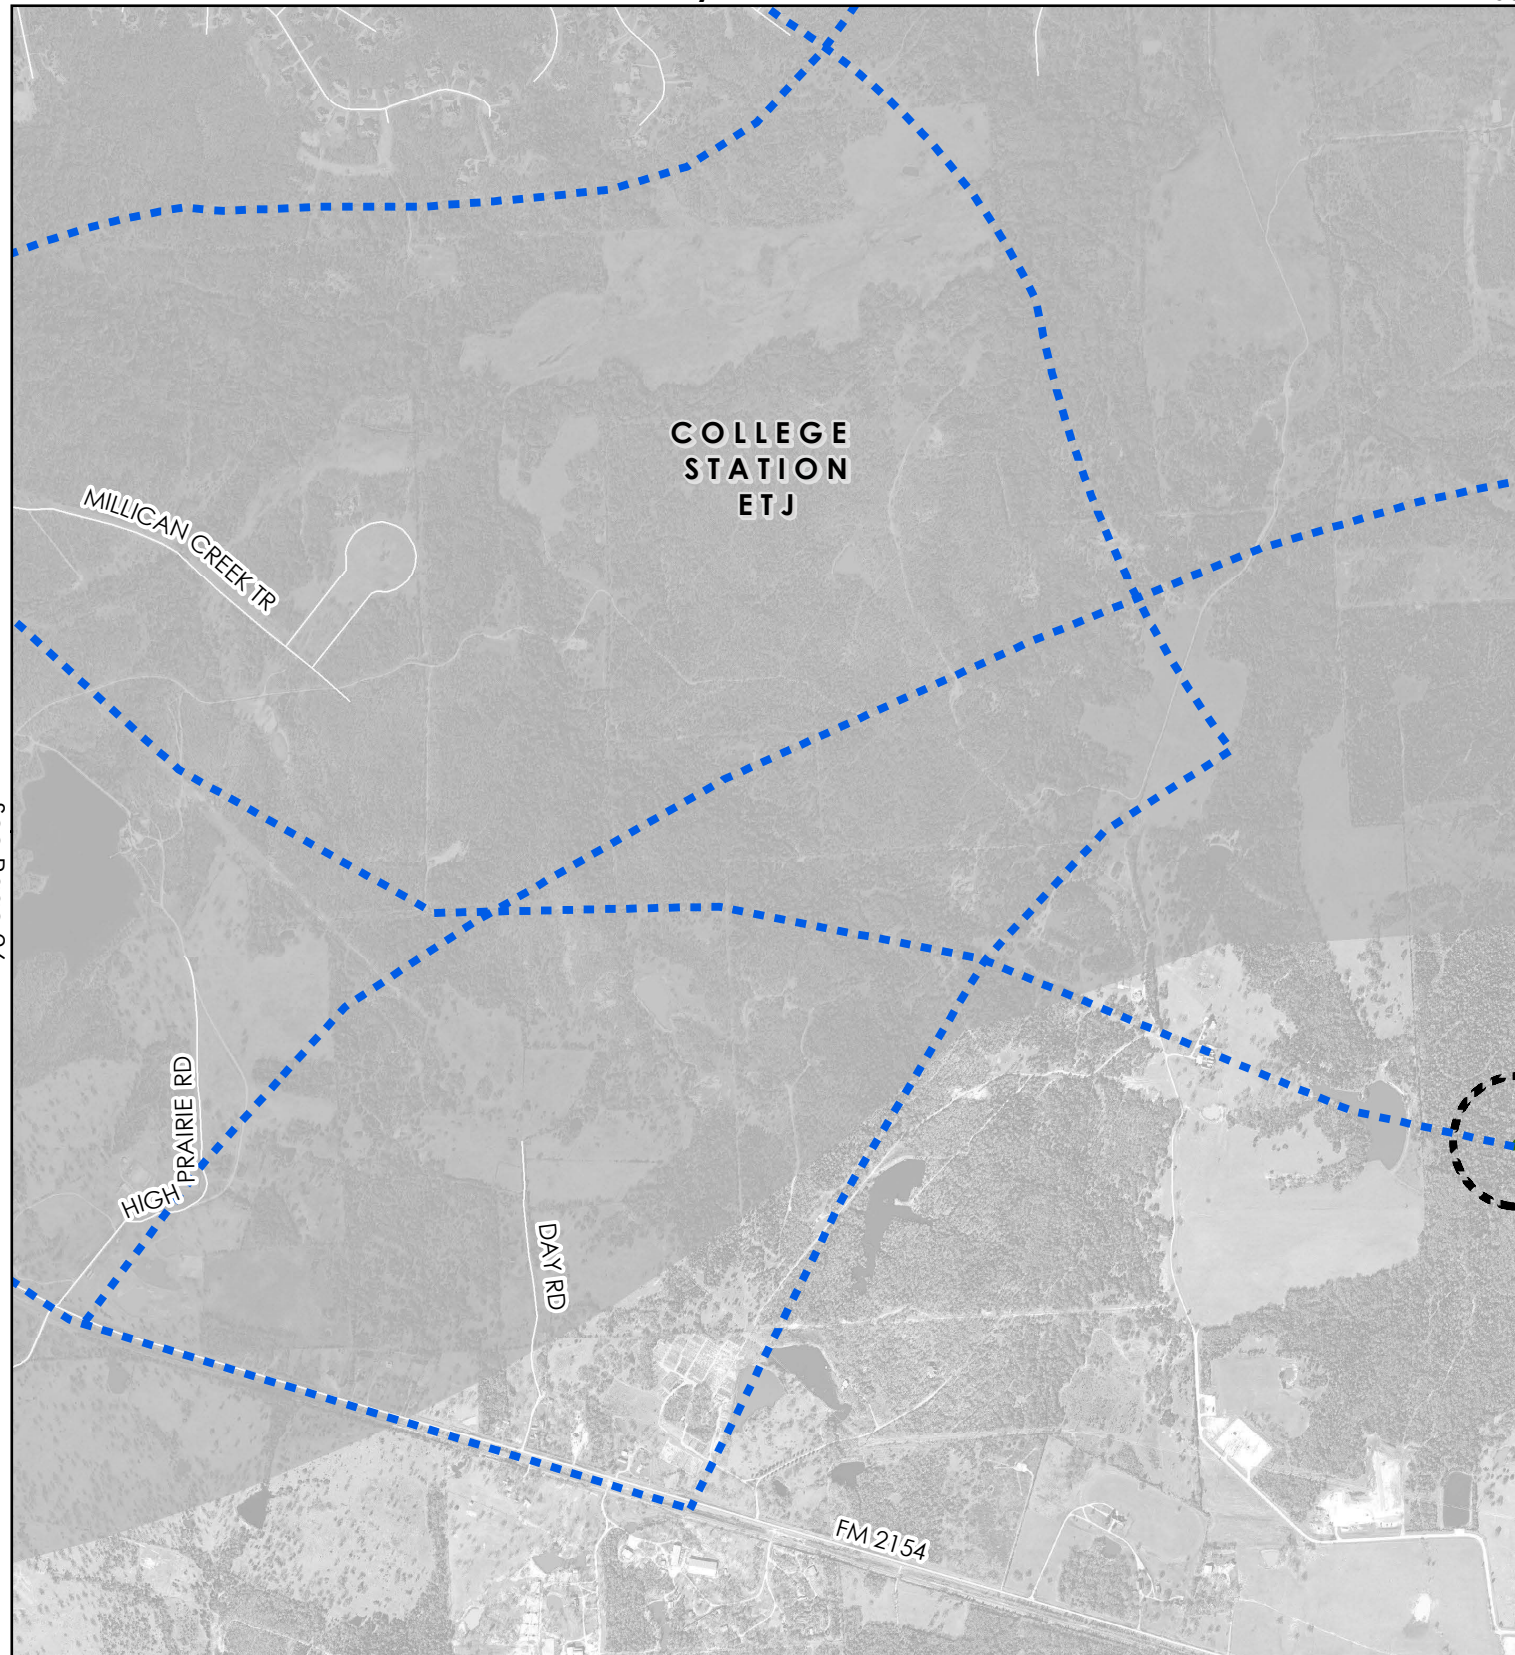 COLLEGE
STATION
ETJ
MILLICAN CREEK TR
HIGH PRAIRIE RD
DAY RD
FM 2154